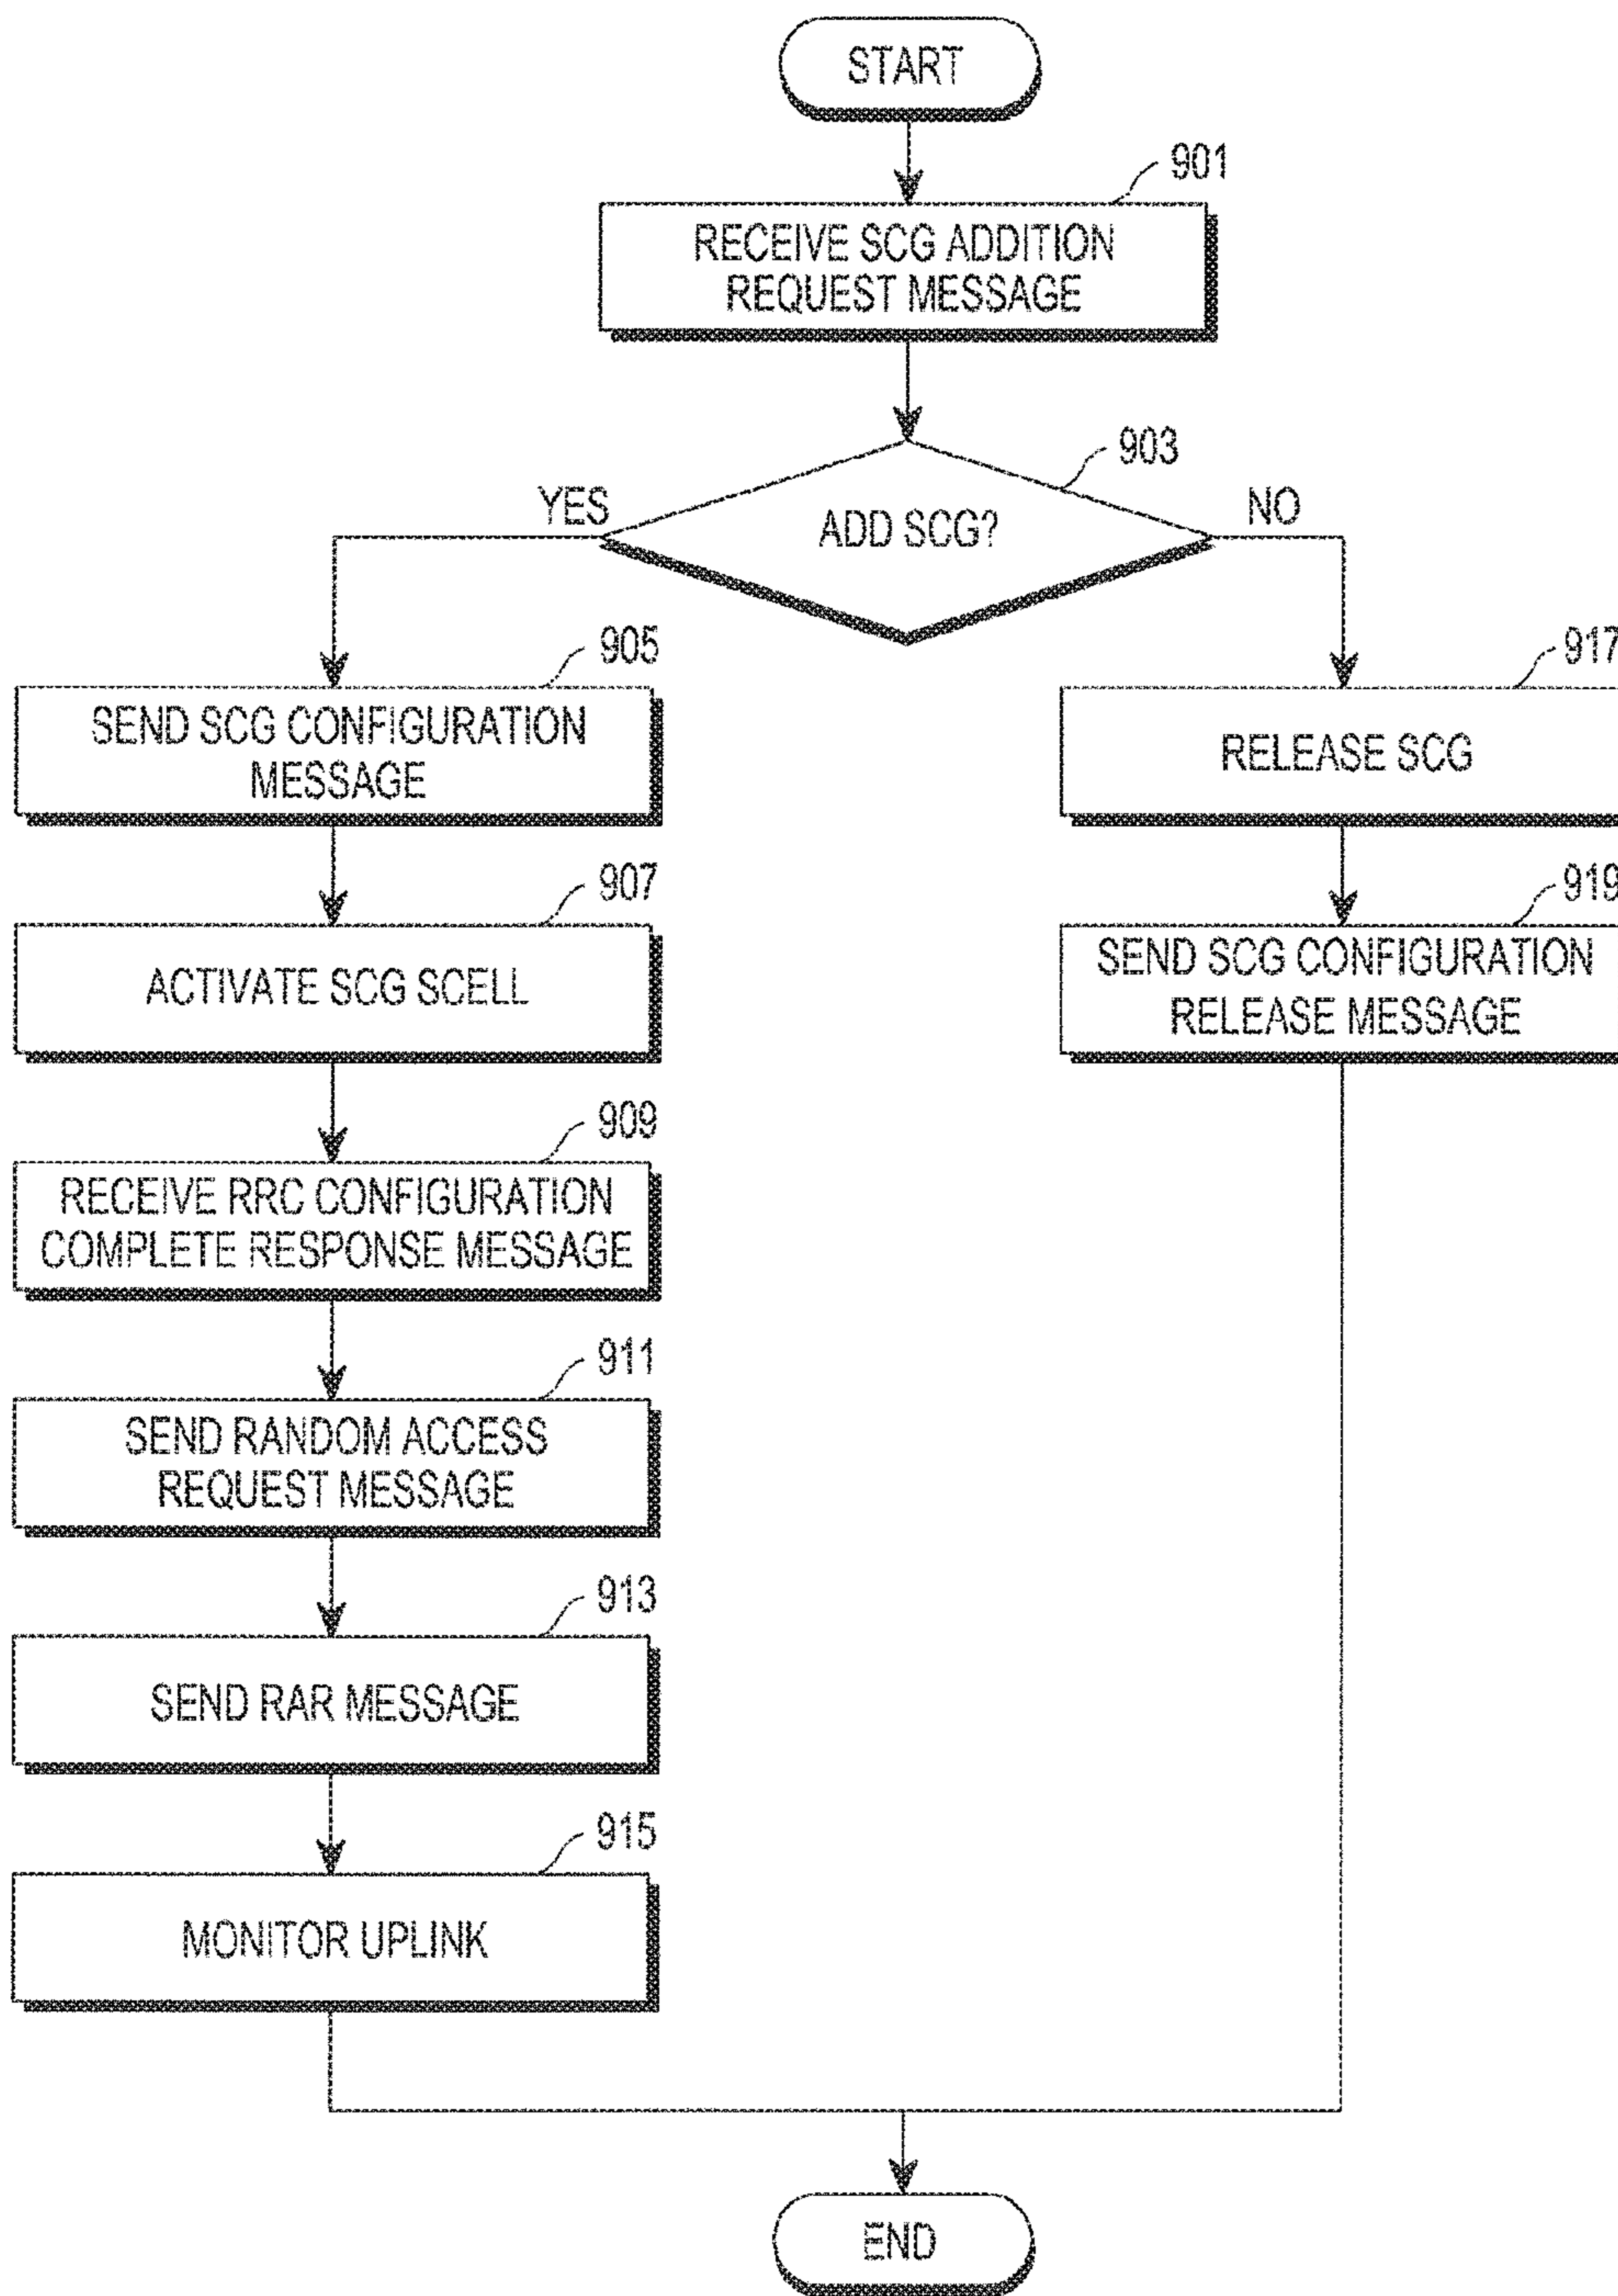 START
901
RECEIVE SCG ADDITION
REQUEST MESSAGE
903
ADD SCG?
YES
NO
905
SEND SCG CONFIGURATION
MESSAGE
907
ACTIVATE SCG SCELL
909
RECEIVE RRC CONFIGURATION
COMPLETE RESPONSE MESSAGE
911
SEND RANDOM ACCESS
REQUEST MESSAGE
913
SEND RAR MESSAGE
915
MONITOR UPLINK
917
RELEASE SCG
919
SEND SCG CONFIGURATION
RELEASE MESSAGE
END